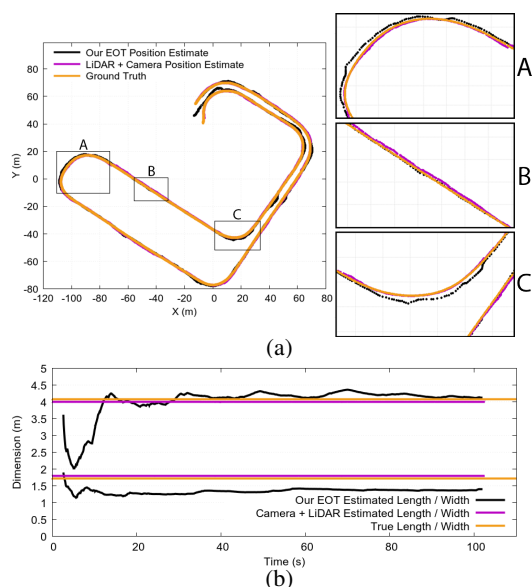 (a)
Our EOT Position Estimate
LiDAR + Camera Position Estimate
Ground Truth
80
60
40
20
0
-20
-40
-60
-80
Y (m)
A
B
C
-120 -100 -80 -60 -40 -20 0 20 40 60 80
X (m)
A
B
C
(a)
5
4.5
4
3.5
3
2.5
2
1.5
1
0.5
0
Dimension (m)
Our EOT Estimated Length / Width
Camera + LiDAR Estimated Length / Width
True Length / Width
0 20 40 60 80 100
Time (s)
(b)
(b)